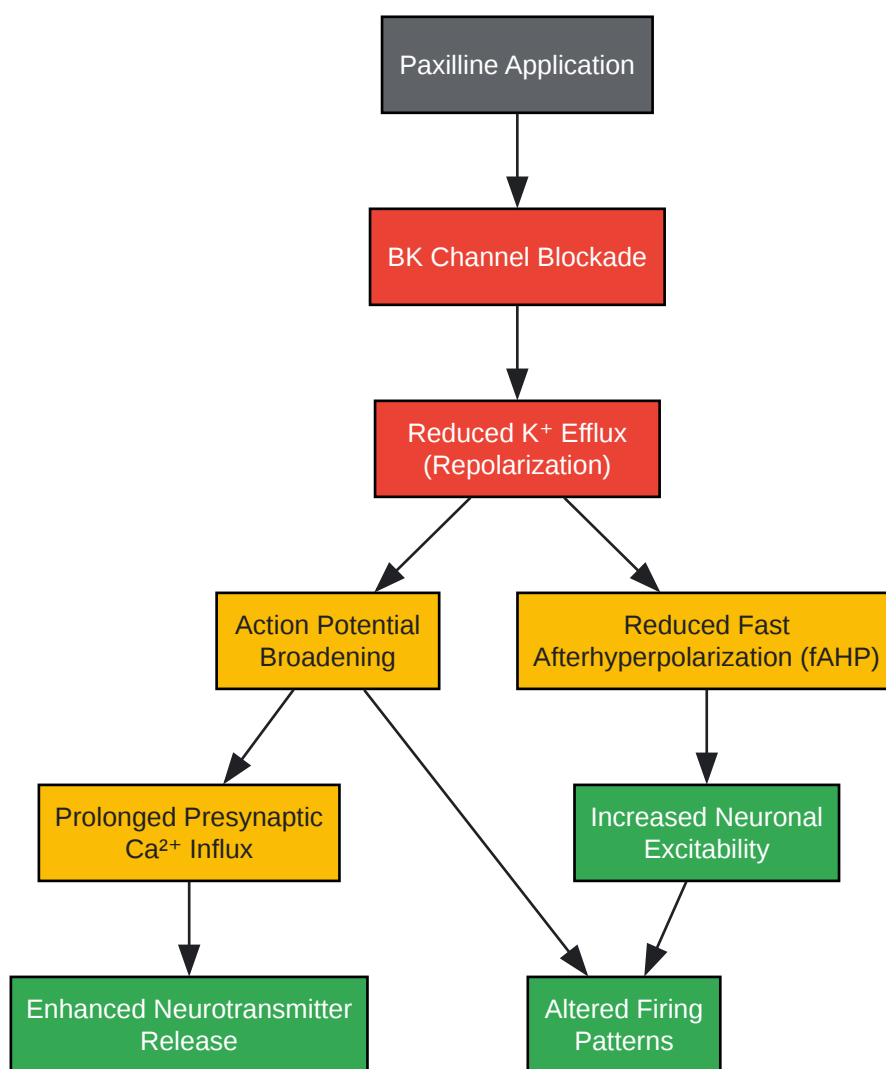 Paxilline Application
BK Channel Blockade
Reduced K⁺ Efflux
(Repolarization)
Action Potential
Broadening
Reduced Fast
Afterhyperpolarization (fAHP)
Prolonged Presynaptic
Ca²⁺ Influx
Increased Neuronal
Excitability
Enhanced Neurotransmitter
Release
Altered Firing
Patterns